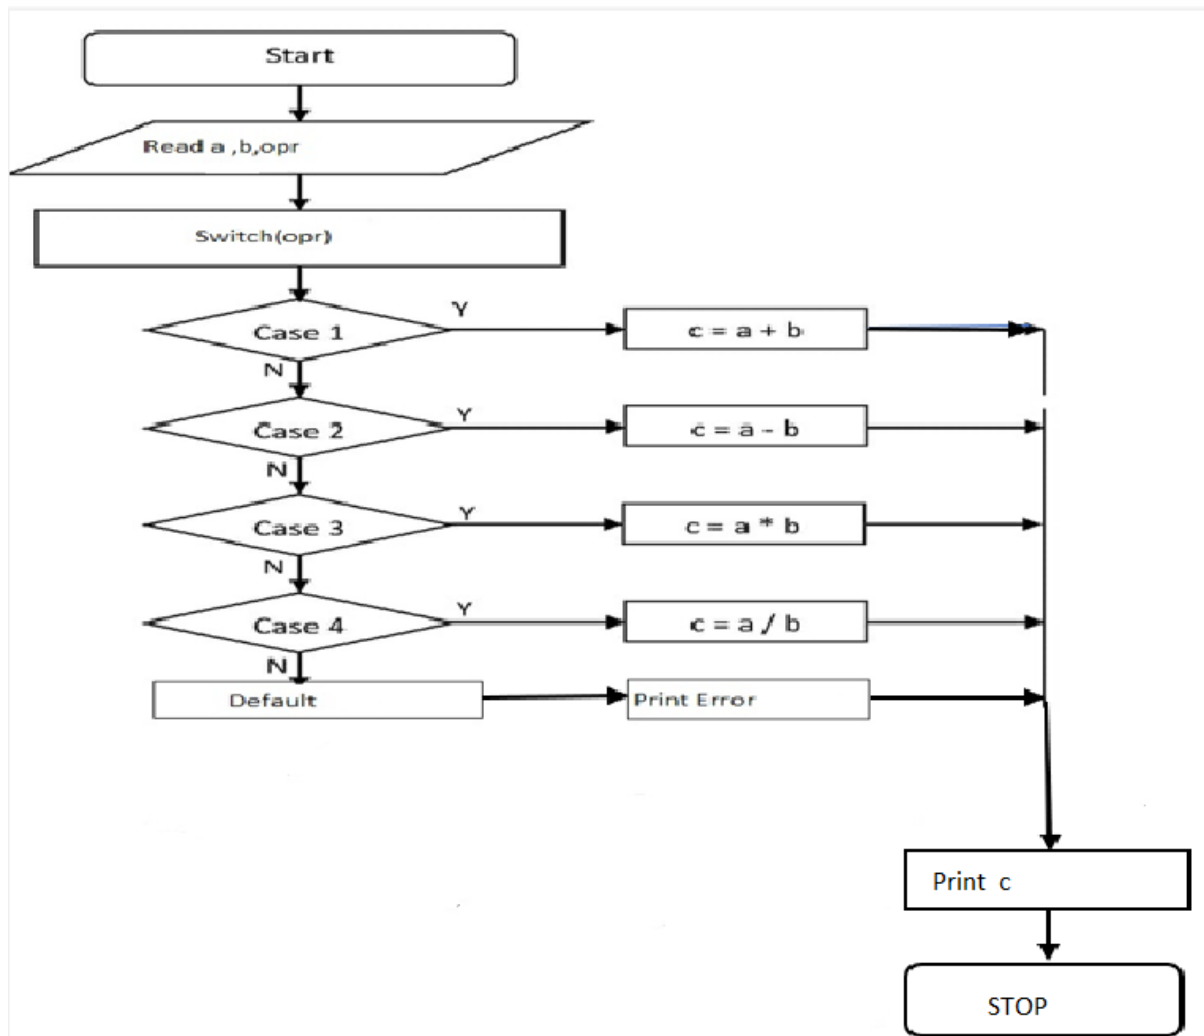 Start
Read a ,b,opr
Switch(opr)
Case 1
Y
c = a + b
N
Case 2
Y
c = a - b
N
Case 3
Y
c = a * b
N
Case 4
Y
c = a / b
N
Default
Print Error
Print c
STOP